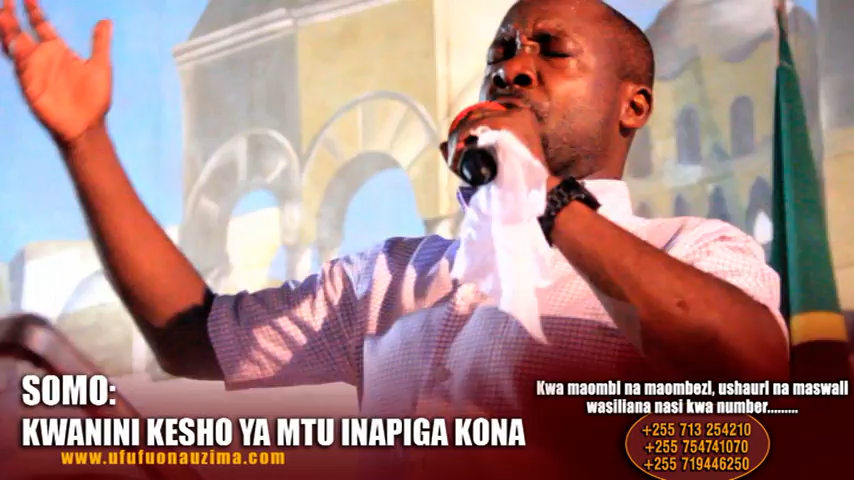 SOMO:
KWANINI KESHO YA MTU INAPIGA KONA
www.ufufuonauzima.com
Kwa maombi na maombezi, ushauri na maswali
wasiliana nasi kwa number.........
+255 713 254210
+255 754741070
+255 719446250